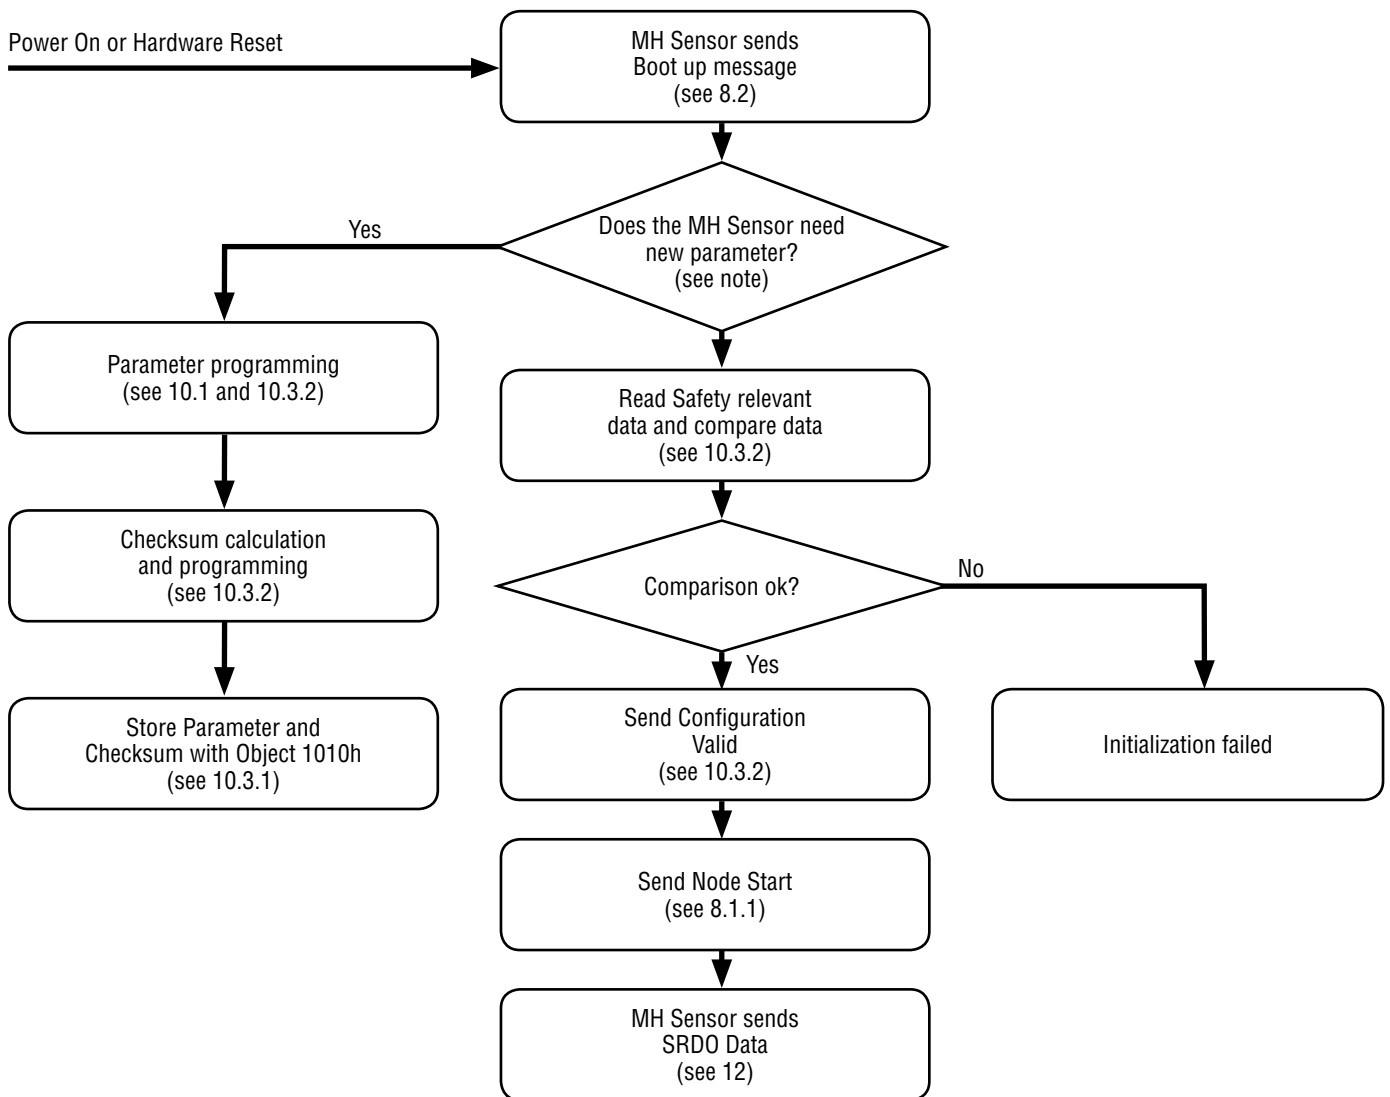 Power On or Hardware Reset
MH Sensor sends
Boot up message
(see 8.2)
Does the MH Sensor need
new parameter?
(see note)
Yes
Parameter programming
(see 10.1 and 10.3.2)
Checksum calculation
and programming
(see 10.3.2)
Store Parameter and
Checksum with Object 1010h
(see 10.3.1)
Read Safety relevant
data and compare data
(see 10.3.2)
Comparison ok?
No
Yes
Send Configuration
Valid
(see 10.3.2)
Initialization failed
Send Node Start
(see 8.1.1)
MH Sensor sends
SRDO Data
(see 12)